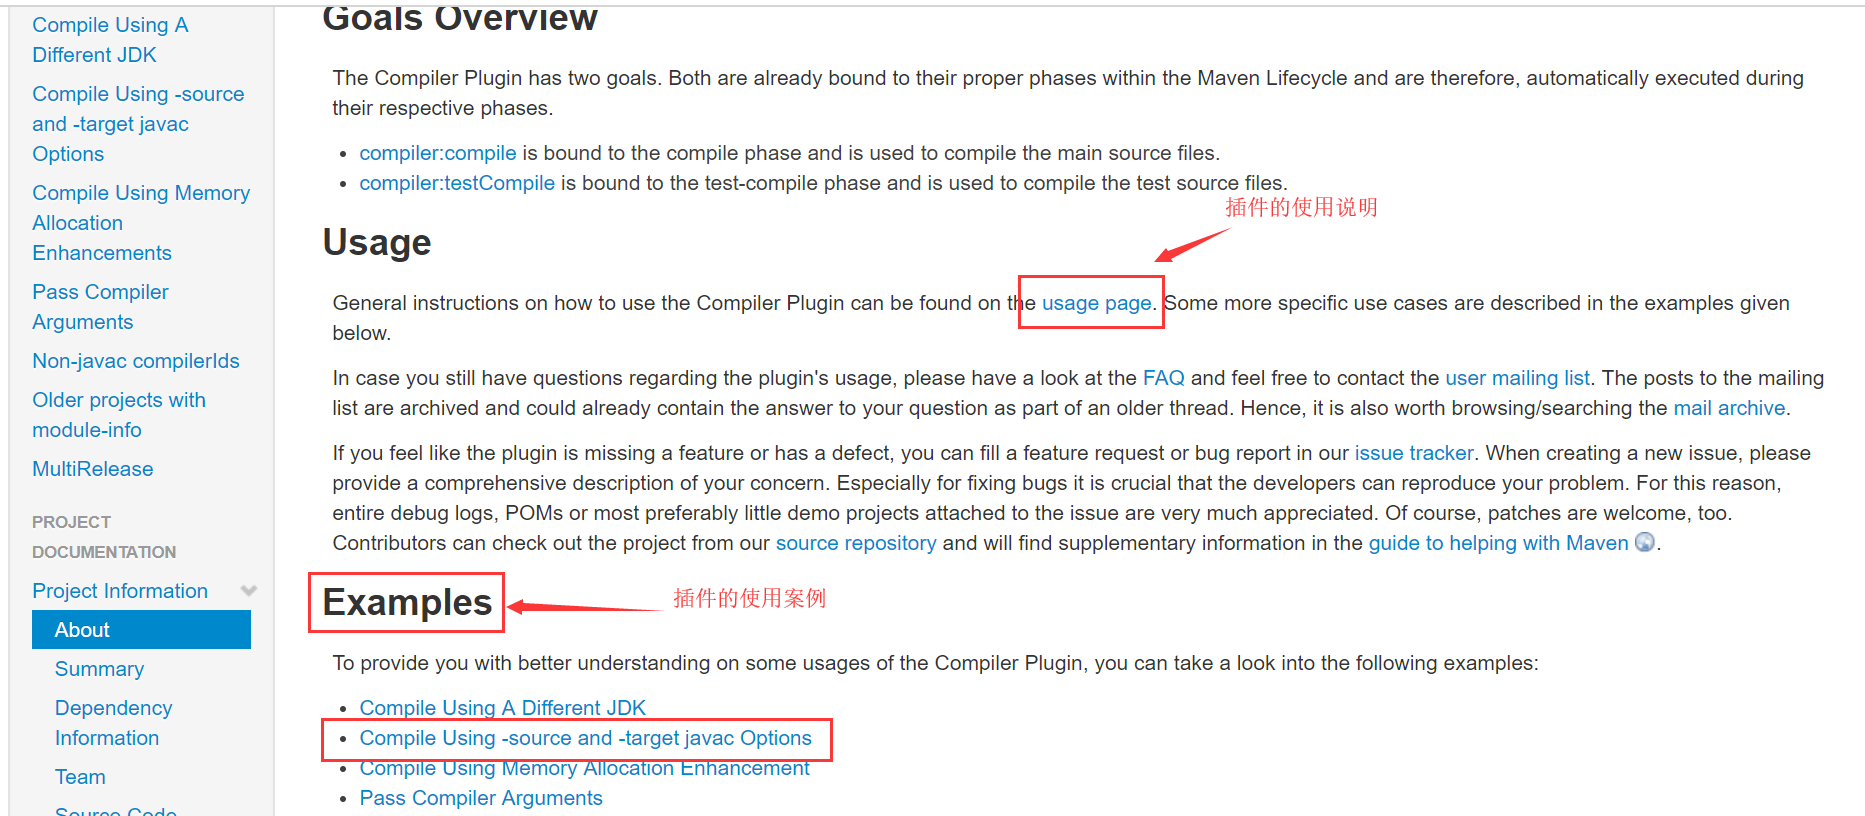 Compile Using A
Different JDK
Compile Using -source
and -target javac
Options
Compile Using Memory
Allocation
Enhancements
Pass Compiler
Arguments
Non-javac compilerIds
Older projects with
module-info
MultiRelease
PROJECT
DOCUMENTATION
Project Information
About
Summary
Dependency
Information
Team
Source Code
Goals Overview
The Compiler Plugin has two goals. Both are already bound to their proper phases within the Maven Lifecycle and are therefore, automatically executed during
their respective phases.
• compiler:compile is bound to the compile phase and is used to compile the main source files.
• compiler:testCompile is bound to the test-compile phase and is used to compile the test source files.
插件的使用说明
Usage
General instructions on how to use the Compiler Plugin can be found on the usage page. Some more specific use cases are described in the examples given
below.
In case you still have questions regarding the plugin's usage, please have a look at the FAQ and feel free to contact the user mailing list. The posts to the mailing
list are archived and could already contain the answer to your question as part of an older thread. Hence, it is also worth browsing/searching the mail archive.
If you feel like the plugin is missing a feature or has a defect, you can fill a feature request or bug report in our issue tracker. When creating a new issue, please
provide a comprehensive description of your concern. Especially for fixing bugs it is crucial that the developers can reproduce your problem. For this reason,
entire debug logs, POMs or most preferably little demo projects attached to the issue are very much appreciated. Of course, patches are welcome, too.
Contributors can check out the project from our source repository and will find supplementary information in the guide to helping with Maven.
Examples
插件的使用案例
To provide you with better understanding on some usages of the Compiler Plugin, you can take a look into the following examples:
• Compile Using A Different JDK
• Compile Using -source and -target javac Options
• Compile Using Memory Allocation Enhancement
• Pass Compiler Arguments